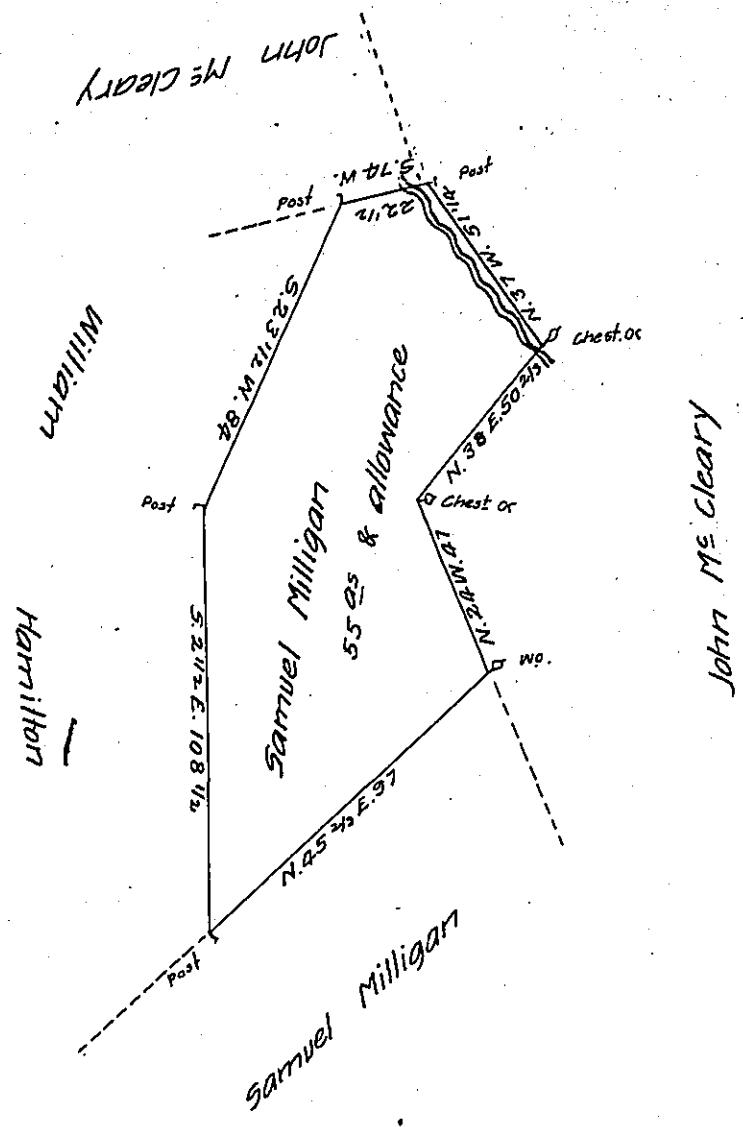 John Mc Cleary
Post
S. 74 W.
22 1/2
Post
N. 37 W. 51 1/4
Chest. oc
N. 38 E. 50 2/3
Chest oc
N. 24 W. 47
wo.
John Mc Cleary
S. 23 1/2 W. 84
William
Hamilton
Post
S. 2 1/2 E. 108 1/2
Samuel Milligan
55 as & allowance
N. 45 2/3 E. 97
Post
Samuel Milligan